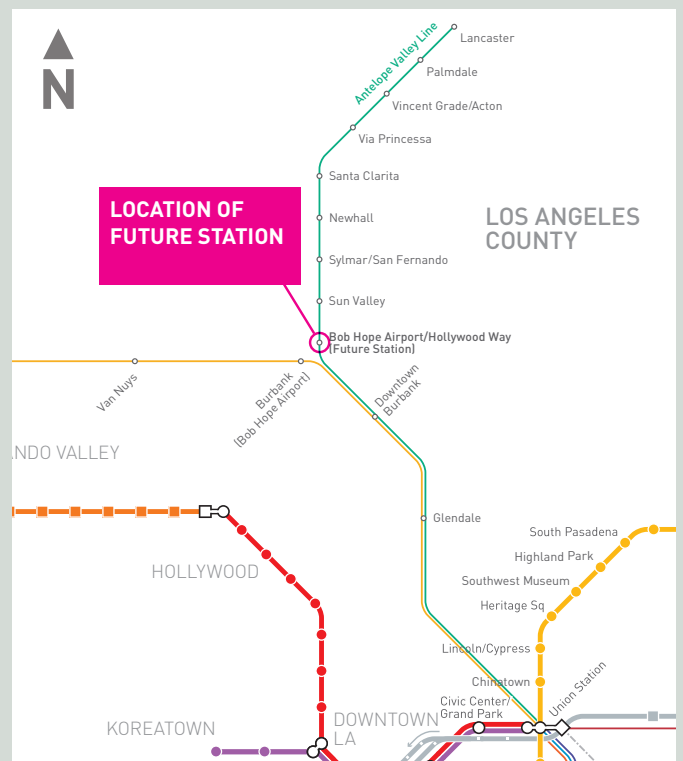 Lancaster
Antelope Valley Line
Palmdale
N
Vincent Grade/Acton
Via Princessa
Santa Clarita
LOCATION OF
FUTURE STATION
LOS ANGELES
COUNTY
Newhall
Sylmar/San Fernando
Sun Valley
Bob Hope Airport/Hollywood Way
(Future Station)
Van Nuys
Burbank
(Bob Hope Airport)
Downtown
Burbank
NDO VALLEY
Glendale
South Pasadena
Highland Park
HOLLYWOOD
Southwest Museum
Heritage Sq
Lincoln/Cypress
Chinatown
Union Station
Civic Center/
Grand Park
KOREATOWN
DOWNTOWN
LA